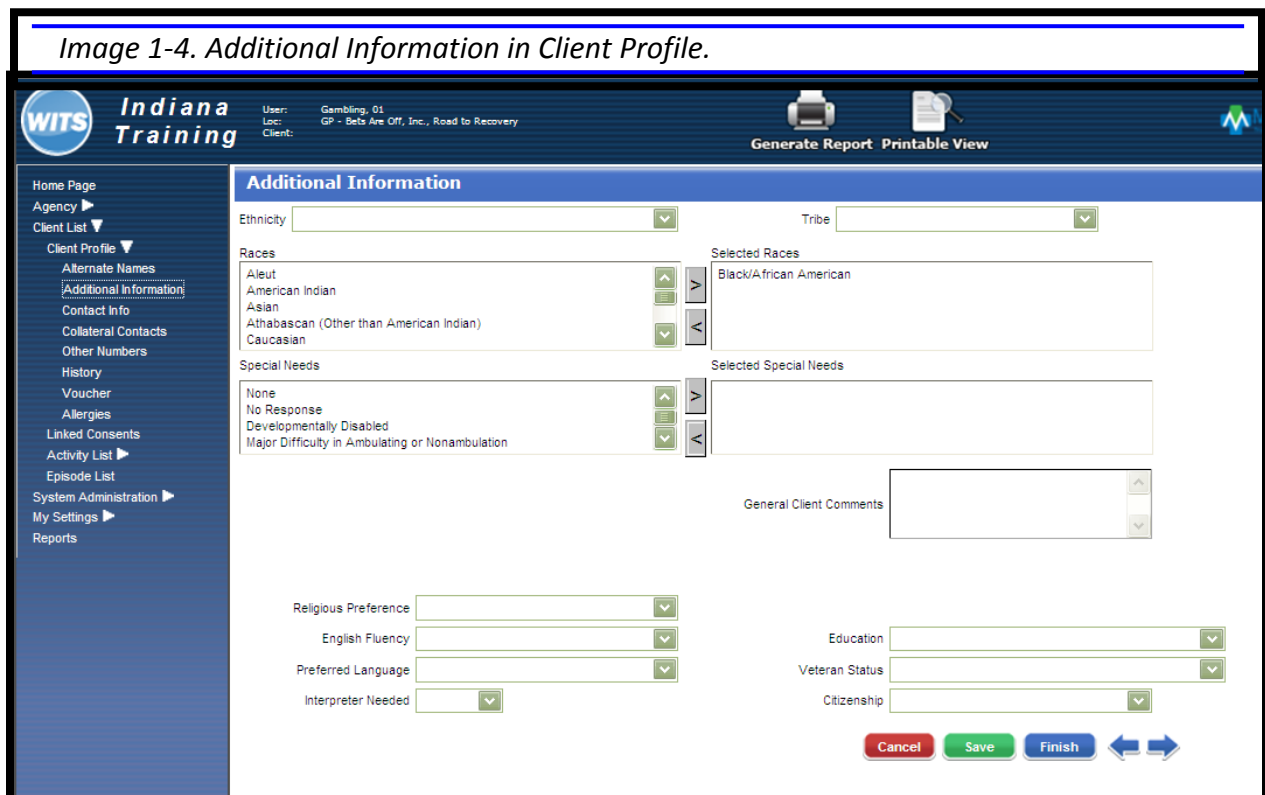 Image 1-4. Additional Information in Client Profile.
WITS
Indiana
Training
User: Gambling, 01
Loc: GP - Bets Are Off, Inc., Road to Recovery
Client:
Generate Report Printable View
Home Page
Agency
Client List
Client Profile
Alternate Names
Additional Information
Contact Info
Collateral Contacts
Other Numbers
History
Voucher
Allergies
Linked Consents
Activity List
Episode List
System Administration
My Settings
Reports
Additional Information
Ethnicity Tribe
Races Selected Races
Aleut
American Indian
Asian
Athabascan (Other than American Indian)
Caucasian
>
<
Black/African American
Special Needs Selected Special Needs
None
No Response
Developmentally Disabled
Major Difficulty in Ambulating or Nonambulation
>
<
General Client Comments
Religious Preference
English Fluency Education
Preferred Language Veteran Status
Interpreter Needed Citizenship
Cancel Save Finish